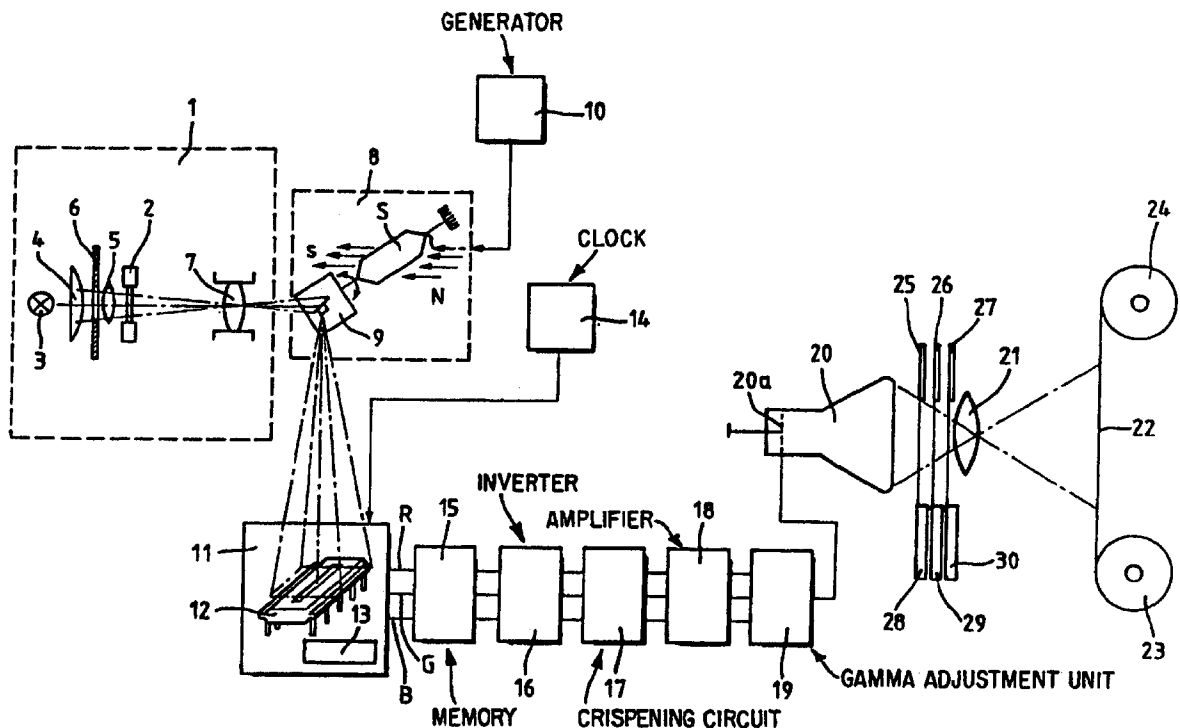 GENERATOR
10
1
8
6
2
4
5
7
S
S
N
9
3
CLOCK
14
24
25
26
27
20
20a
21
22
INVERTER
AMPLIFIER
R
15
18
11
12
13
30
28
29
23
G
B
16
17
19
GAMMA ADJUSTMENT UNIT
MEMORY
CRISPENING CIRCUIT